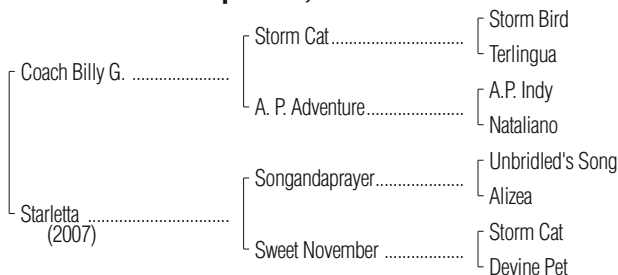 Storm Bird
Storm Cat..............................
Terlingua
Coach Billy G. ......................
A.P. Indy
A. P. Adventure......................
Nataliano
Unbridled's Song
Songandaprayer....................
Alizea
Starletta ................................
(2007)
Storm Cat
Sweet November ..................
Devine Pet